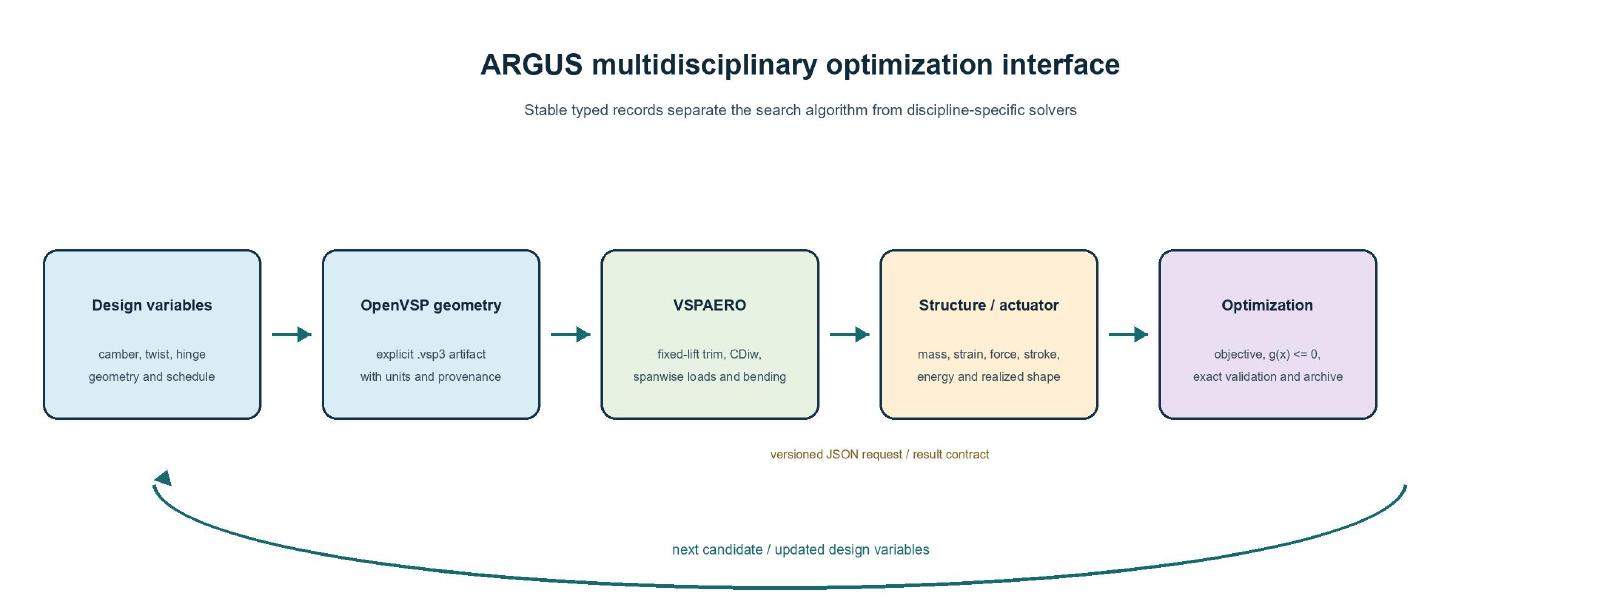 ARGUS multidisciplinary optimization interface
Stable typed records separate the search algorithm from discipline-specific solvers
Design variables
camber, twist, hinge
geometry and schedule
OpenVSP geometry
explicit .vsp3 artifact
with units and provenance
VSPAERO
fixed-lift trim, CDiw,
spanwise loads and bending
Structure / actuator
mass, strain, force, stroke,
energy and realized shape
Optimization
objective, g(x) <= 0,
exact validation and archive
versioned JSON request / result contract
next candidate / updated design variables